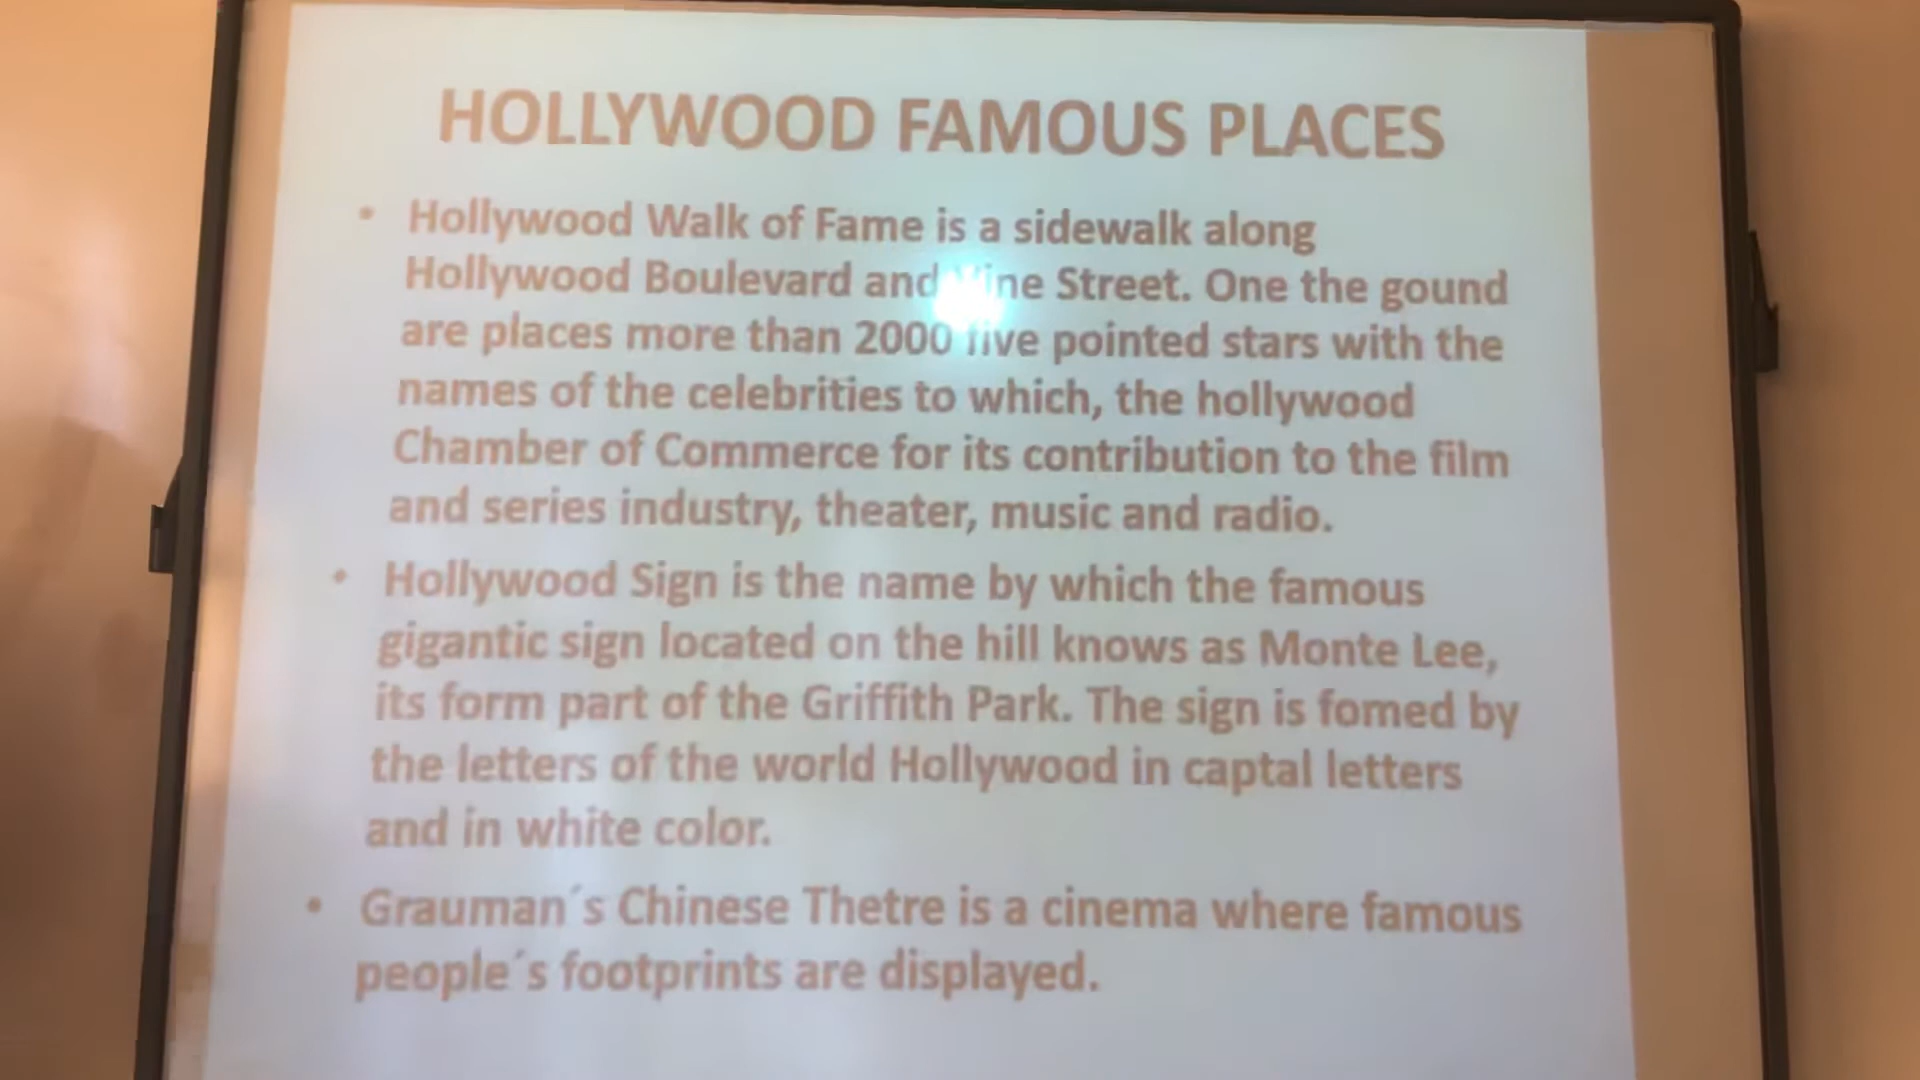 HOLLYWOOD FAMOUS PLACES
• Hollywood Walk of Fame is a sidewalk along
Hollywood Boulevard and Vine Street. One the gound
are places more than 2000 five pointed stars with the
names of the celebrities to which, the hollywood
Chamber of Commerce for its contribution to the film
and series industry, theater, music and radio.
• Hollywood Sign is the name by which the famous
gigantic sign located on the hill knows as Monte Lee,
its form part of the Griffith Park. The sign is fomed by
the letters of the world Hollywood in captal letters
and in white color.
• Grauman´s Chinese Thetre is a cinema where famous
people´s footprints are displayed.